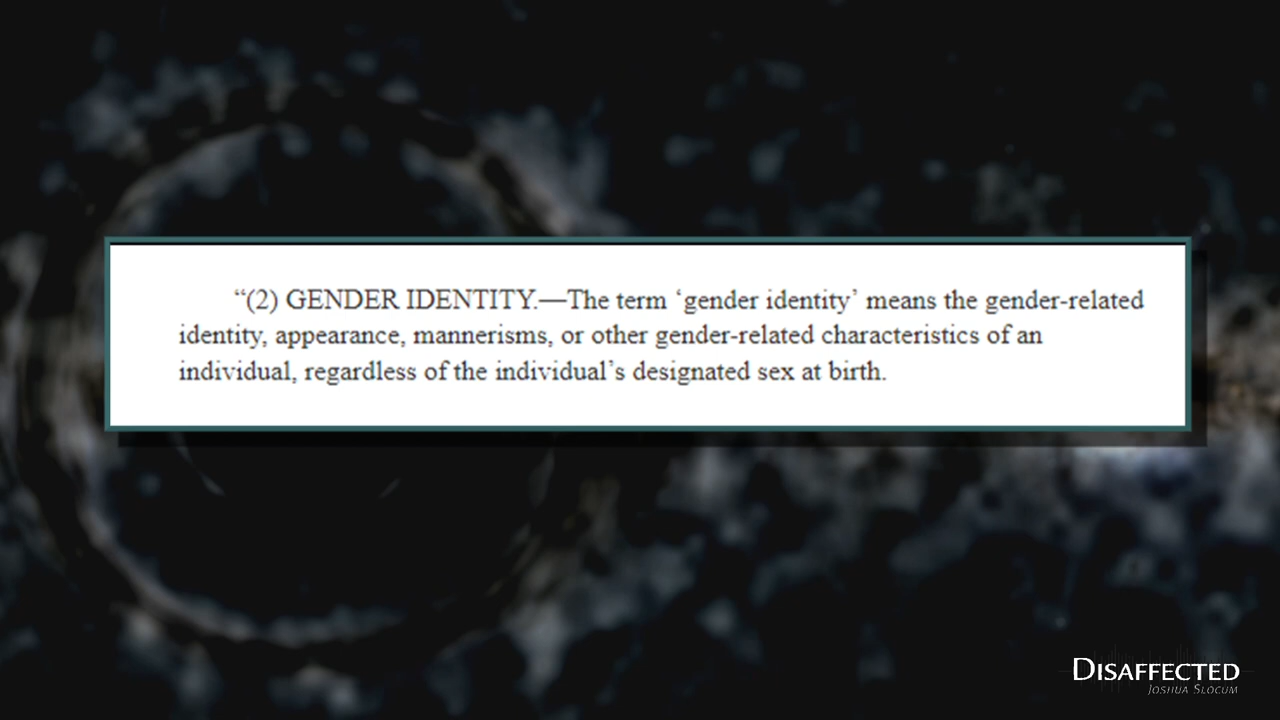 “(2) GENDER IDENTITY.—The term ‘gender identity’ means the gender-related
identity, appearance, mannerisms, or other gender-related characteristics of an
individual, regardless of the individual’s designated sex at birth.
DISAFFECTED
JOSHUA SLOCUM